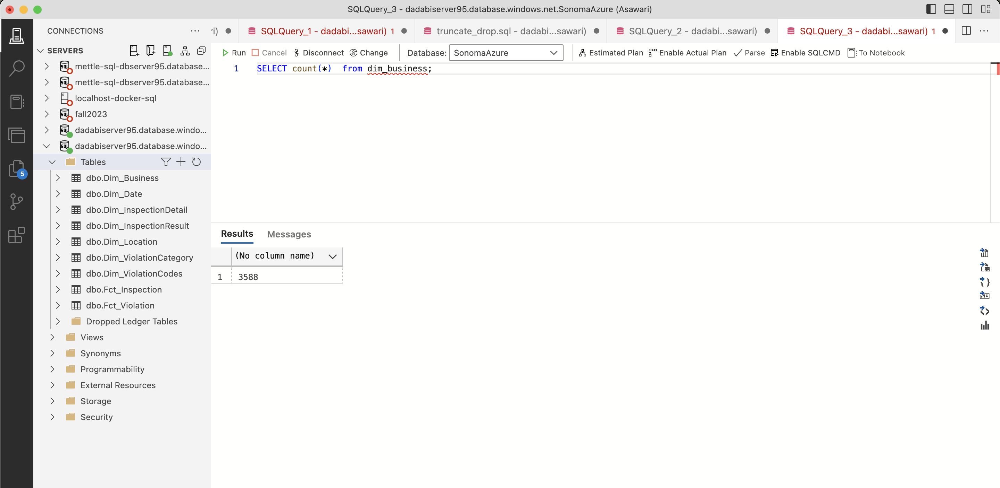 SQLQuery_3 - dadabiserver95.database.windows.net.SonomaAzure (Asawari)
CONNECTIONS
ri)
SQLQuery_1 - dadabi...sawari) 1
truncate_drop.sql - dadabi...sawari)
SQLQuery_2 - dadabi...sawari)
SQLQuery_3 - dadabi...sawari) 1
SERVERS
Run
Cancel
Disconnect
Change
Database:
SonomaAzure
Estimated Plan
Enable Actual Plan
Parse
Enable SQLCMD
To Notebook
1 SELECT count(*)  from dim_business;
mettle-sql-dbserver95.database...
mettle-sql-dbserver95.database...
localhost-docker-sql
fall2023
dadabiserver95.database.windo...
dadabiserver95.database.windo...
Tables
5
dbo.Dim_Business
dbo.Dim_Date
dbo.Dim_InspectionDetail
dbo.Dim_InspectionResult
dbo.Dim_Location
dbo.Dim_ViolationCategory
dbo.Dim_ViolationCodes
dbo.Fct_Inspection
dbo.Fct_Violation
Dropped Ledger Tables
Views
Synonyms
Programmability
External Resources
Storage
Security
Results
Messages
(No column name)
1 3588